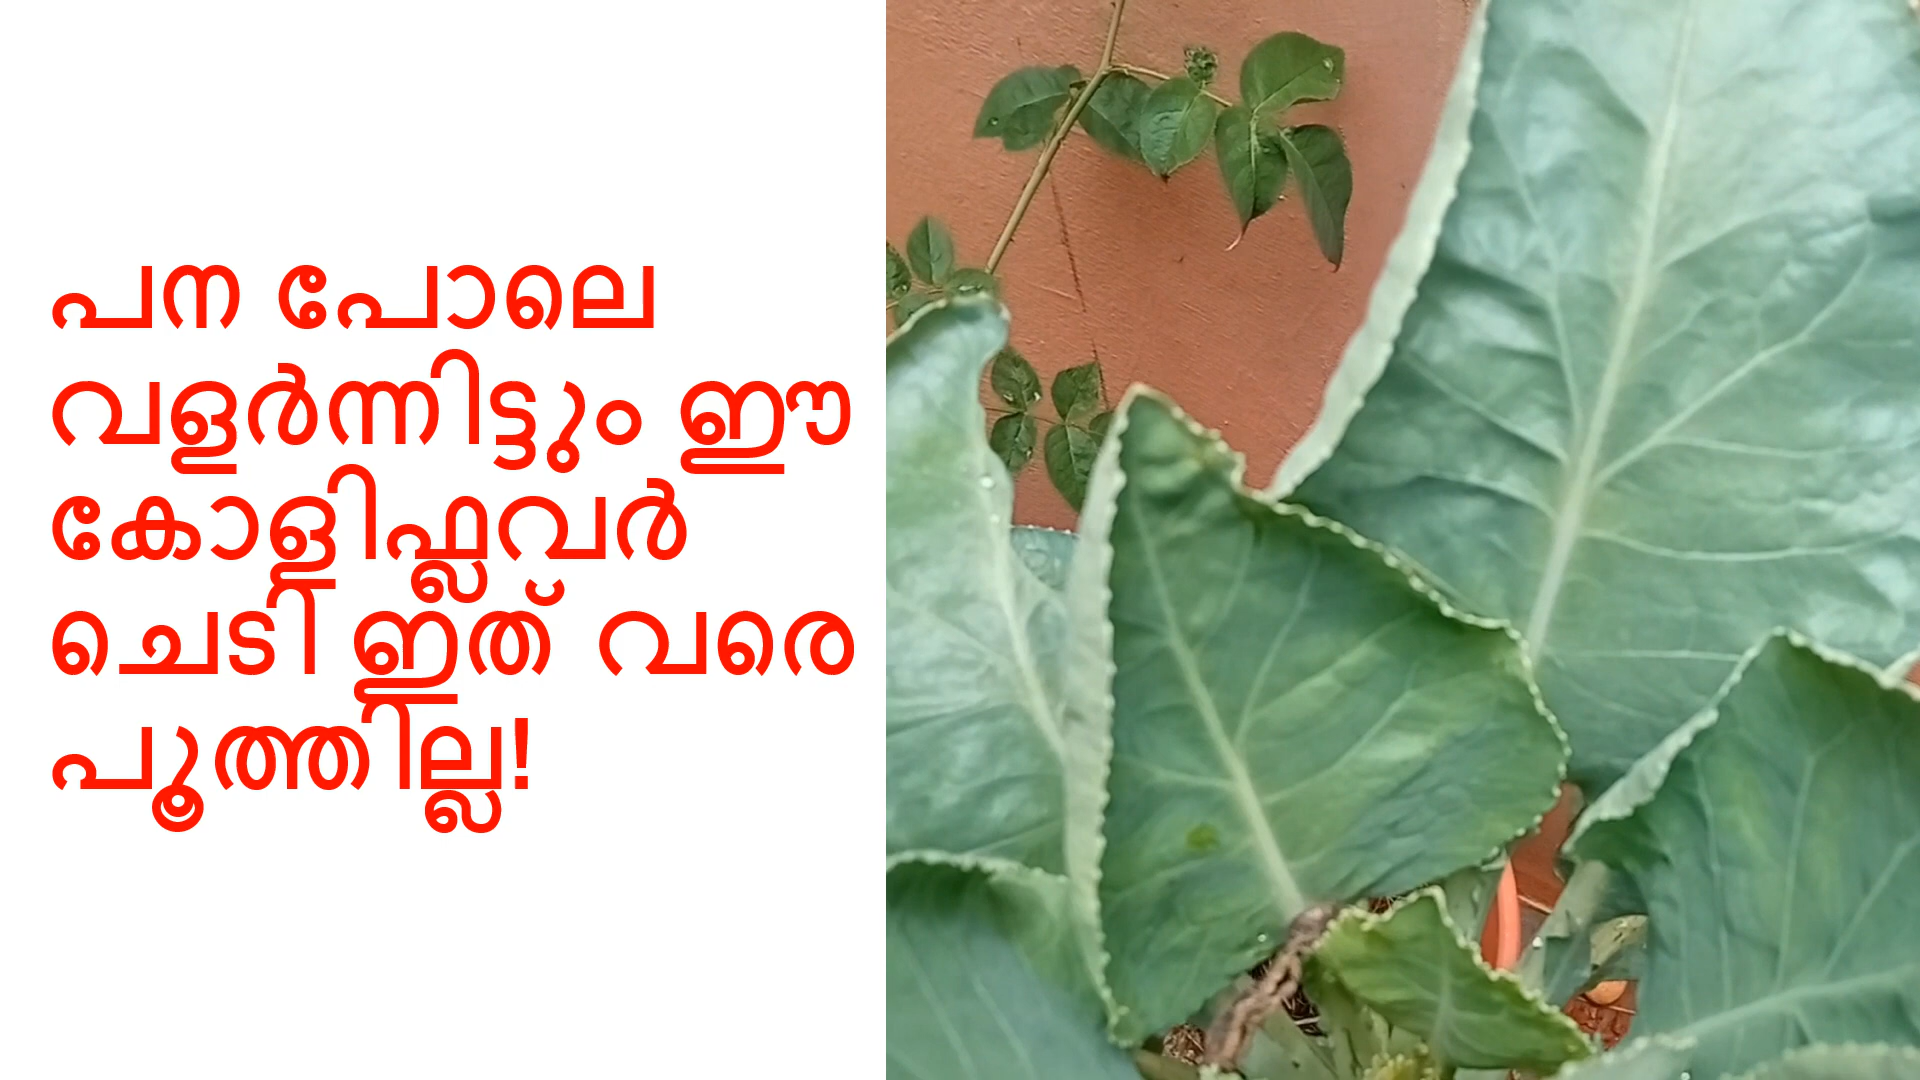 പന പോലെ
വളർന്നിട്ടും ഈ
കോളിഫ്ലവർ
ചെടി ഇത് വരെ
പൂത്തില്ല!